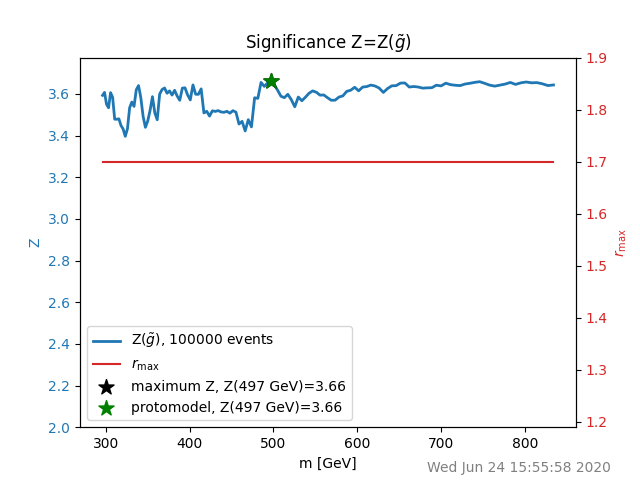 Significance Z=Z(g̃)
3.6
3.4
3.2
3.0
2.8
2.6
2.4
2.2
2.0
Z
1.9
1.8
1.7
1.6
1.5
1.4
1.3
1.2
r_max
Z(g̃), 100000 events
r_max
maximum Z, Z(497 GeV)=3.66
protomodel, Z(497 GeV)=3.66
300 400 500 600 700 800
m [GeV]
Wed Jun 24 15:55:58 2020